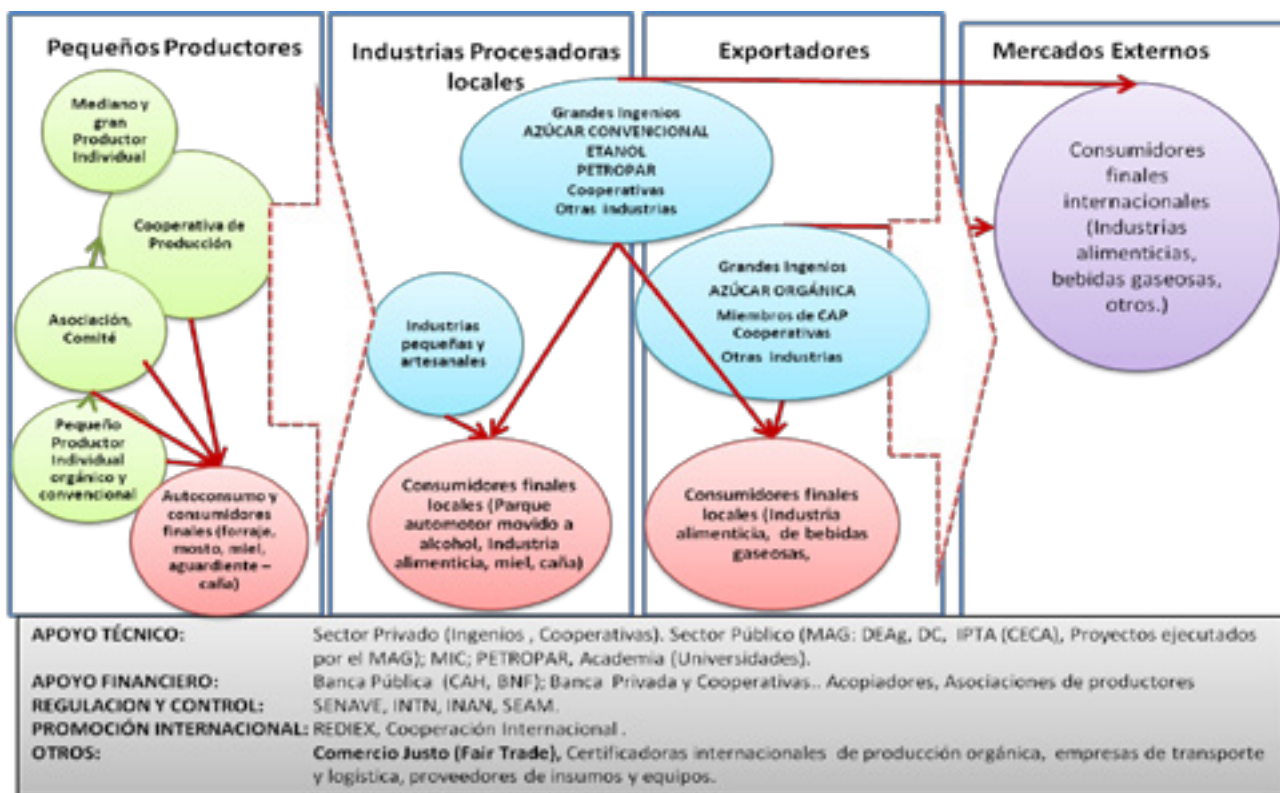 Pequeños Productores
Mediano y
gran
Productor
Individual
Cooperativa de
Producción
Asociación,
Comité
Pequeño
Productor
Individual
orgánico y
convencional
Autoconsumo y
consumidores
finales (forraje,
mosto, miel,
aguardiente –
caña)
Industrias Procesadoras
locales
Grandes Ingenios
AZÚCAR CONVENCIONAL
ETANOL
PETROPAR
Cooperativas
Otras industrias
Industrias
pequeñas y
artesanales
Consumidores finales
locales (Parque
automotor movido a
alcohol, Industria
alimenticia, miel, caña)
Exportadores
Grandes Ingenios
AZÚCAR ORGÁNICA
Miembros de CAP
Cooperativas
Otras industrias
Consumidores finales
locales (Industria
alimenticia, de bebidas
gaseosas,
Mercados Externos
Consumidores
finales
internacionales
(Industrias
alimenticias,
bebidas gaseosas,
otros.)
APOYO TÉCNICO: Sector Privado (Ingenios , Cooperativas). Sector Público (MAG: DEAg, DC, IPTA (CECA), Proyectos ejecutados
por el MAG); MIC; PETROPAR, Academia (Universidades).
APOYO FINANCIERO: Banca Pública (CAH, BNF); Banca Privada y Cooperativas.. Acopiadores, Asociaciones de productores
REGULACION Y CONTROL: SENAVE, INTN, INAN, SEAM.
PROMOCIÓN INTERNACIONAL: REDIEX, Cooperación Internacional .
OTROS: Comercio Justo (Fair Trade), Certificadoras internacionales de producción orgánica, empresas de transporte
y logística, proveedores de insumos y equipos.